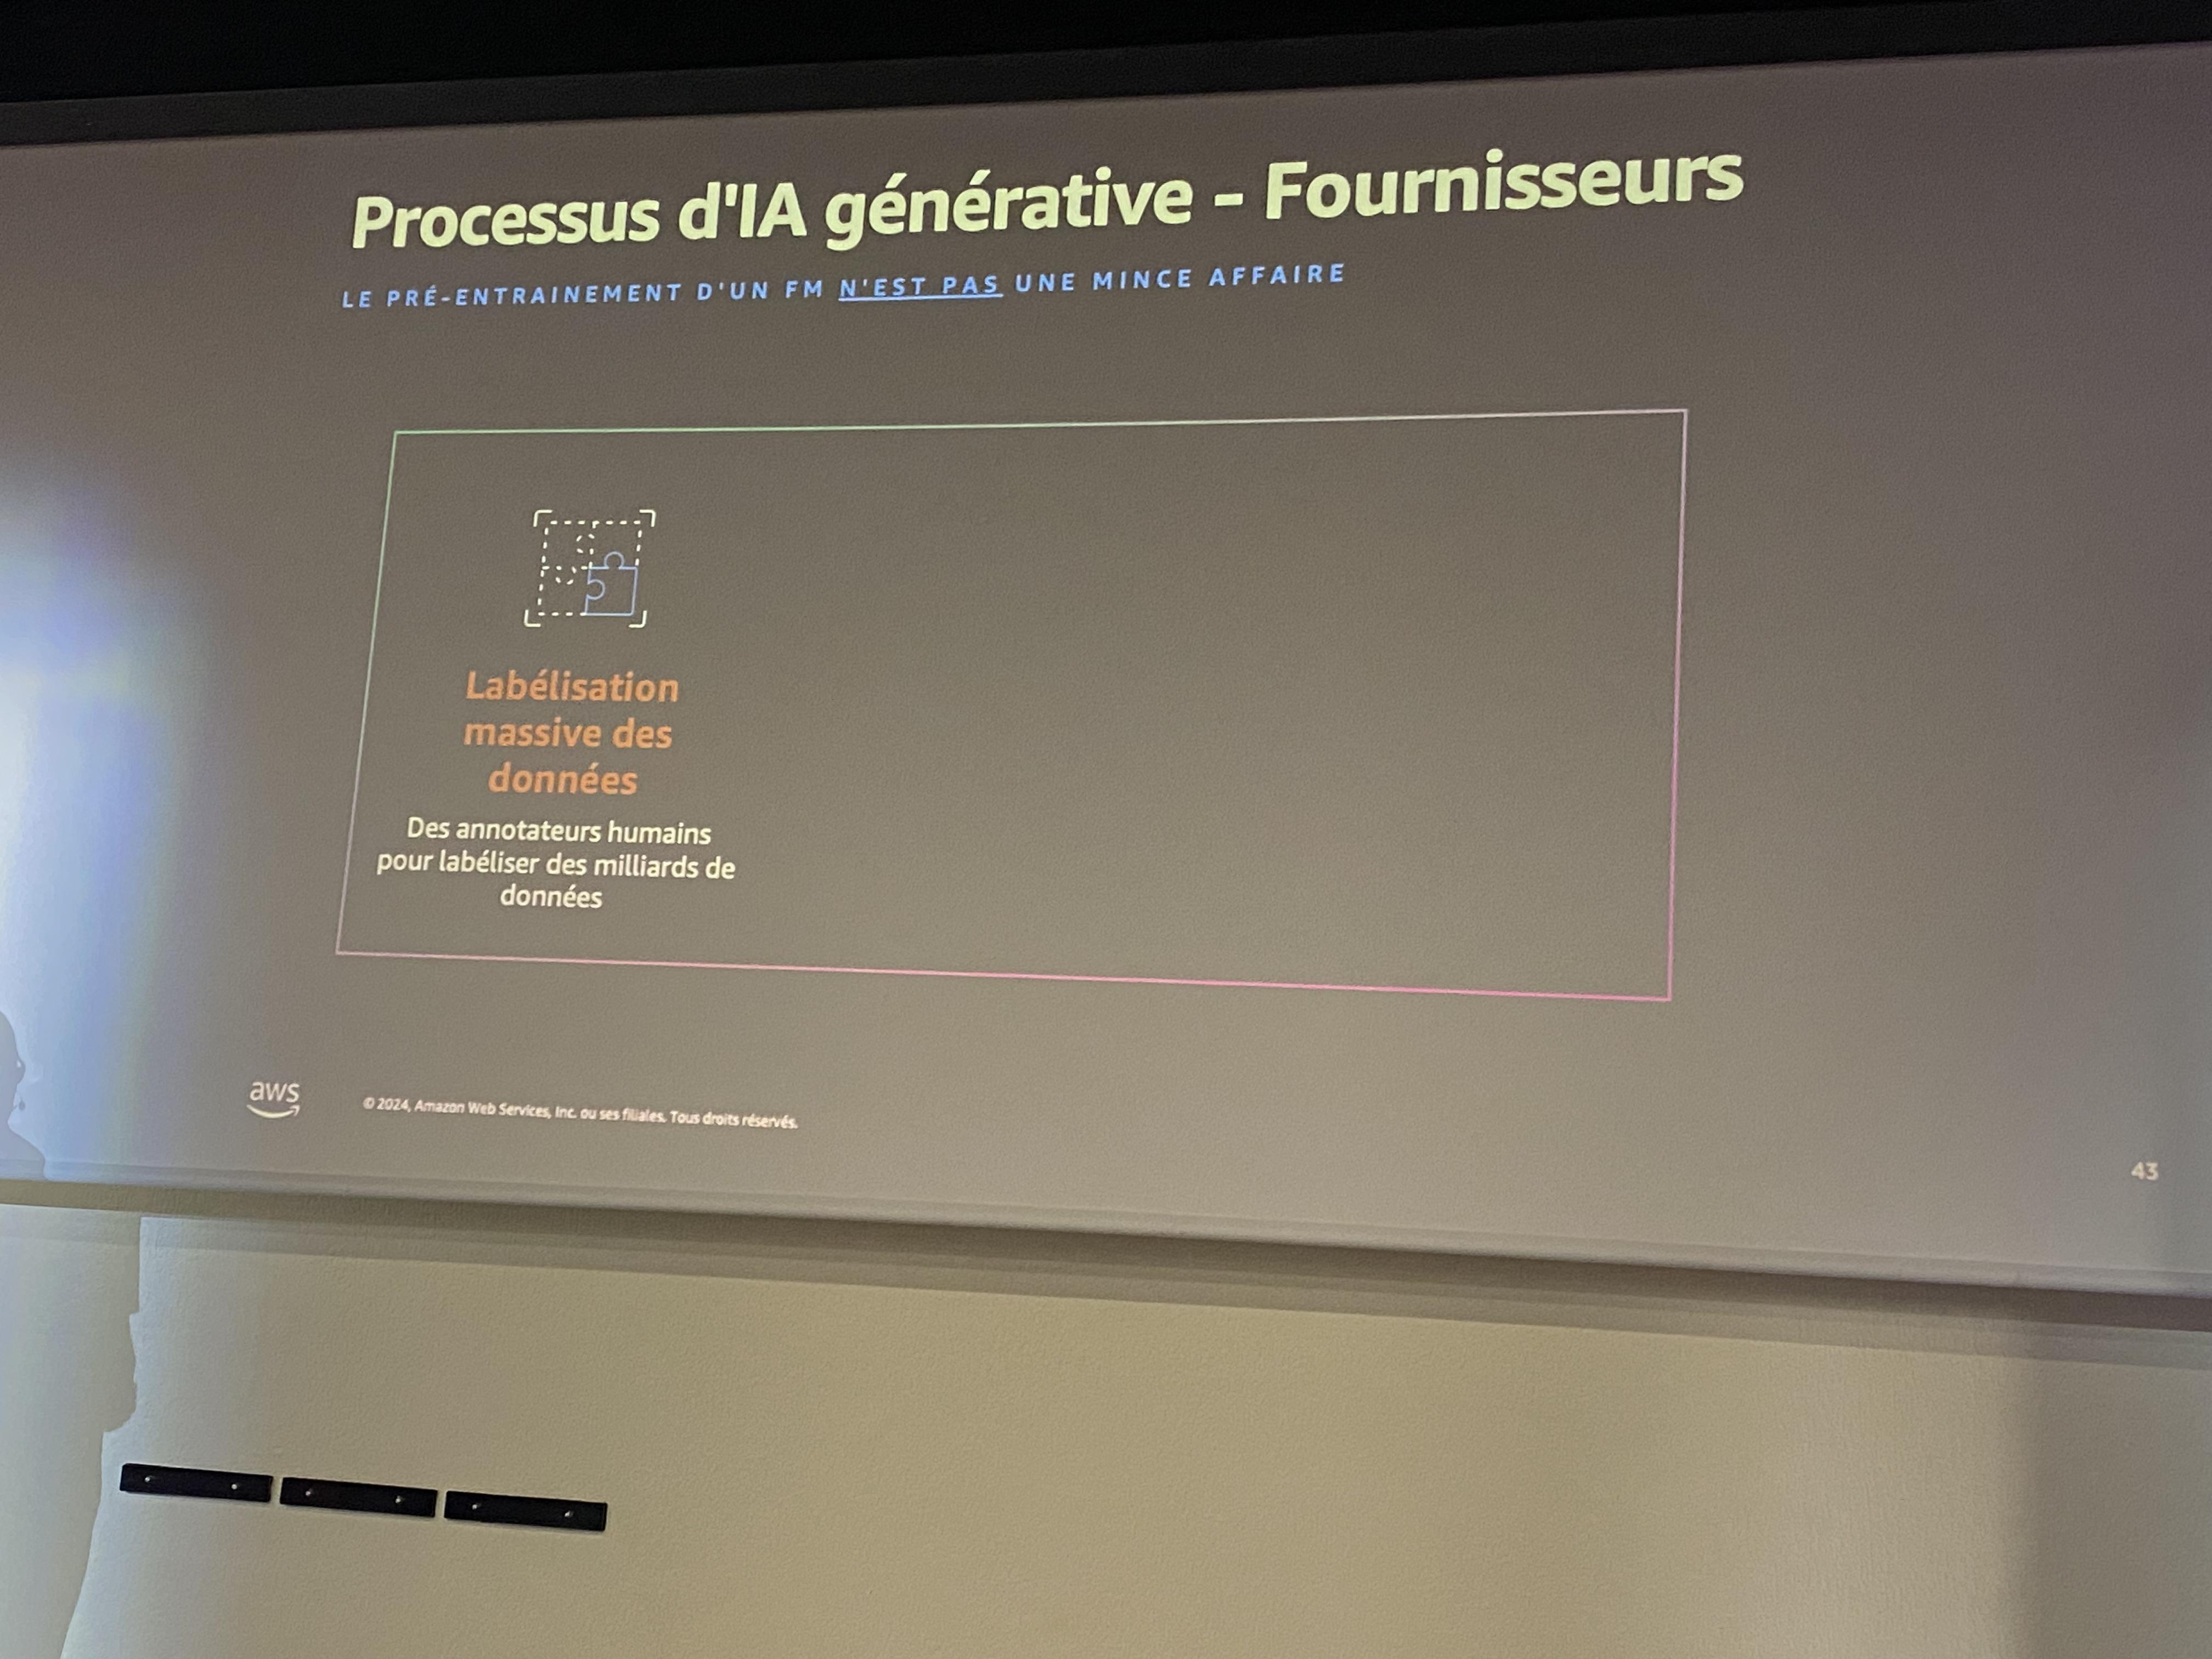 Processus d'IA générative - Fournisseurs
LE PRÉ-ENTRAINEMENT D'UN FM N'EST PAS UNE MINCE AFFAIRE
Labélisation
massive des
données
Des annotateurs humains
pour labéliser des milliards de
données
aws
© 2024, Amazon Web Services, Inc. ou ses filiales. Tous droits réservés.
43